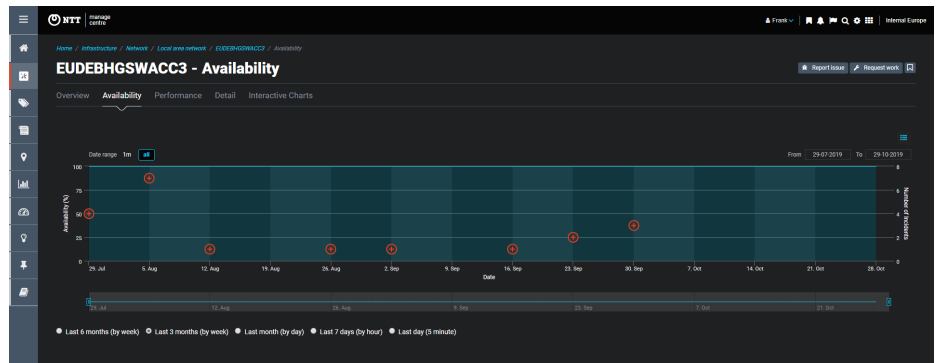 NTT manage centre
Frank
Internal Europe
Home / Infrastructure / Network / Local area network / EUDEBHGSWACC3 / Availability
EUDEBHGSWACC3 - Availability
Report issue Request work
Overview Availability Performance Detail Interactive Charts
Date range 1m all
From 29-07-2019 To 29-10-2019
100 8
75 6
50 4
25 2
0 0
Availability (%)
Number of Incidents
29. Jul 5. Aug 12. Aug 19. Aug 26. Aug 2. Sep 9. Sep 16. Sep 23. Sep 30. Sep 7. Oct 14. Oct 21. Oct 28. Oct
Date
29. Jul 12. Aug 26. Aug 9. Sep 23. Sep 7. Oct 21. Oct
Last 6 months (by week) Last 3 months (by week) Last month (by day) Last 7 days (by hour) Last day (5 minute)